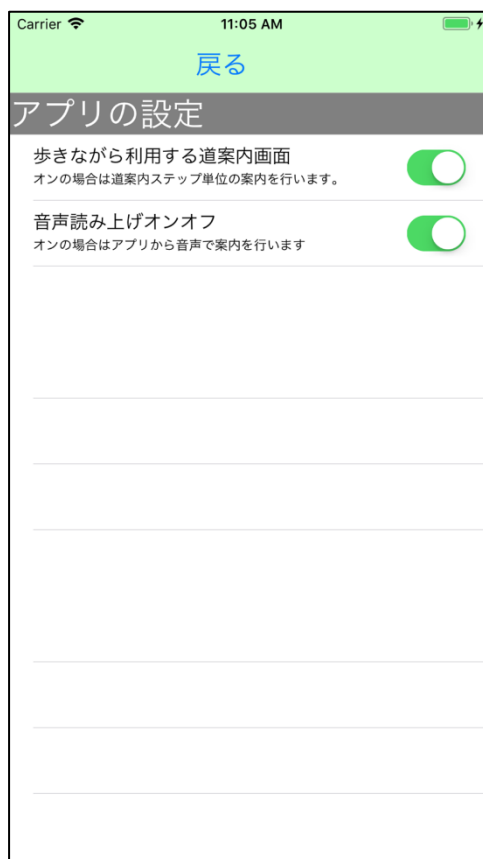 Carrier 11:05 AM
戻る
アプリの設定
歩きながら利用する道案内画面
オンの場合は道案内ステップ単位の案内を行います。
音声読み上げオンオフ
オンの場合はアプリから音声で案内を行います